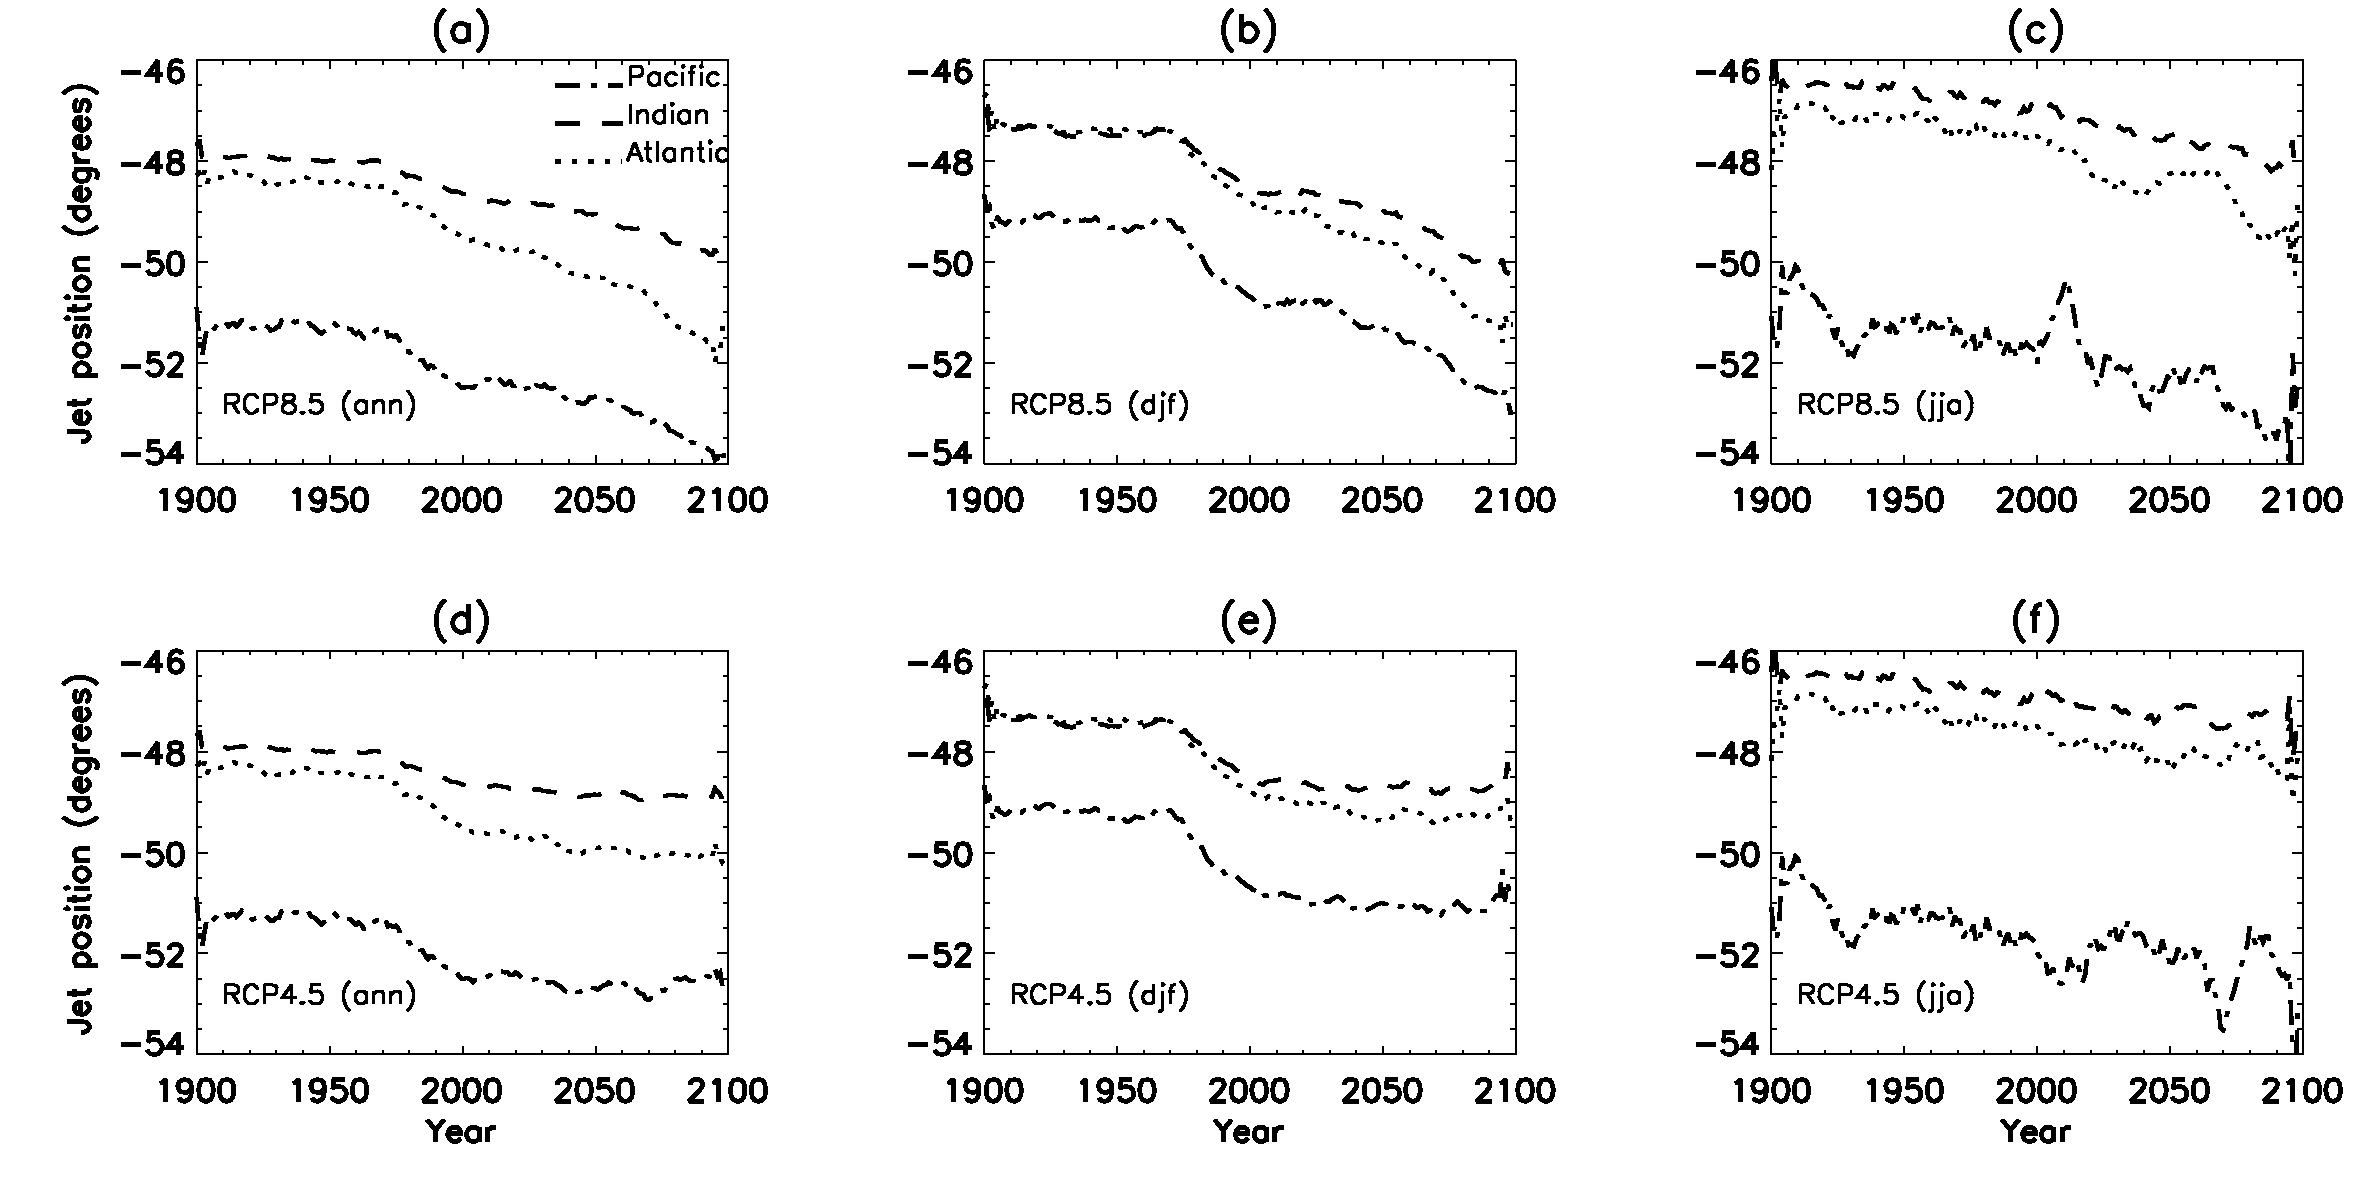 (a) (b) (c)
Jet position (degrees)
−46 −46 −46
Pacific
Indian
Atlantic
−48 −48 −48
−50 −50 −50
−52 −52 −52
RCP8.5 (ann) RCP8.5 (djf) RCP8.5 (jja)
−54 −54 −54
1900 1950 2000 2050 2100 1900 1950 2000 2050 2100 1900 1950 2000 2050 2100
(d) (e) (f)
Jet position (degrees)
−46 −46 −46
−48 −48 −48
−50 −50 −50
−52 −52 −52
RCP4.5 (ann) RCP4.5 (djf) RCP4.5 (jja)
−54 −54 −54
1900 1950 2000 2050 2100 1900 1950 2000 2050 2100 1900 1950 2000 2050 2100
Year Year Year